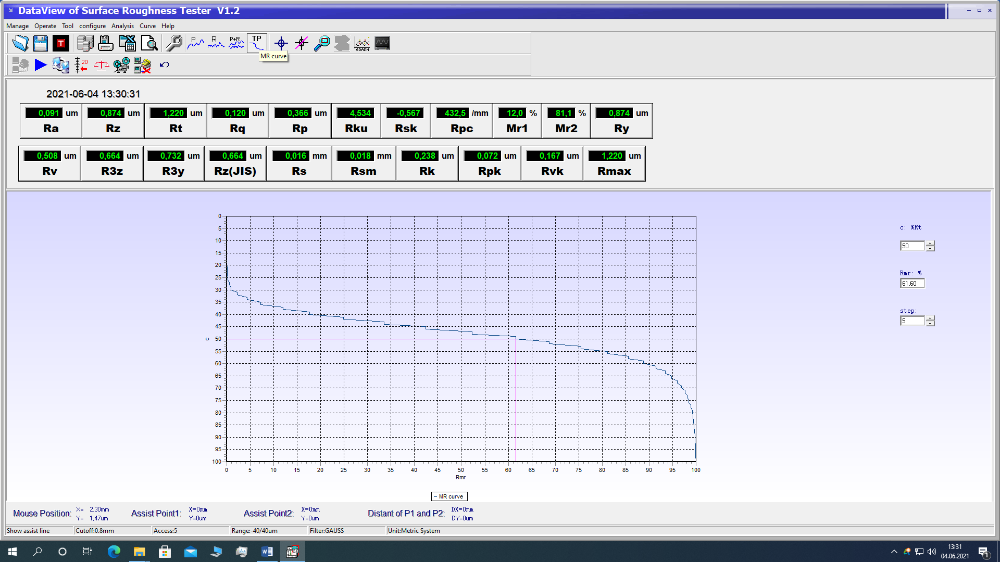 DataView of Surface Roughness Tester V1.2
Manage Operate Tool configure Analysis Curve Help
T P R P+R TP GRAPH
MR curve
20
2021-06-04 13:30:31
0,091 um 0,874 um 1,220 um 0,120 um 0,366 um 4,534 -0,567 432,5 /mm 12,0 % 81,1 % 0,874 um
Ra Rz Rt Rq Rp Rku Rsk Rpc Mr1 Mr2 Ry
0,508 um 0,664 um 0,732 um 0,664 um 0,016 mm 0,018 mm 0,238 um 0,072 um 0,167 um 1,220 um
Rv R3z R3y Rz(JIS) Rs Rsm Rk Rpk Rvk Rmax
0
5
10
15
20
25
30
35
40
45
50
55
60
65
70
75
80
85
90
95
100
c
0 5 10 15 20 25 30 35 40 45 50 55 60 65 70 75 80 85 90 95 100
Rmr
MR curve
c: %Rt
50
Rmr: %
61,60
step:
5
Mouse Position: X= 2,30mm Assist Point1: X=0mm Assist Point2: X=0mm Distant of P1 and P2: DX=0mm
Y= 1,47um Y=0um Y=0um DY=0um
Show assist line Cutoff:0.8mm Access:5 Range:-40/40um Filter:GAUSS Unit:Metric System
13:31
04.06.2021
1